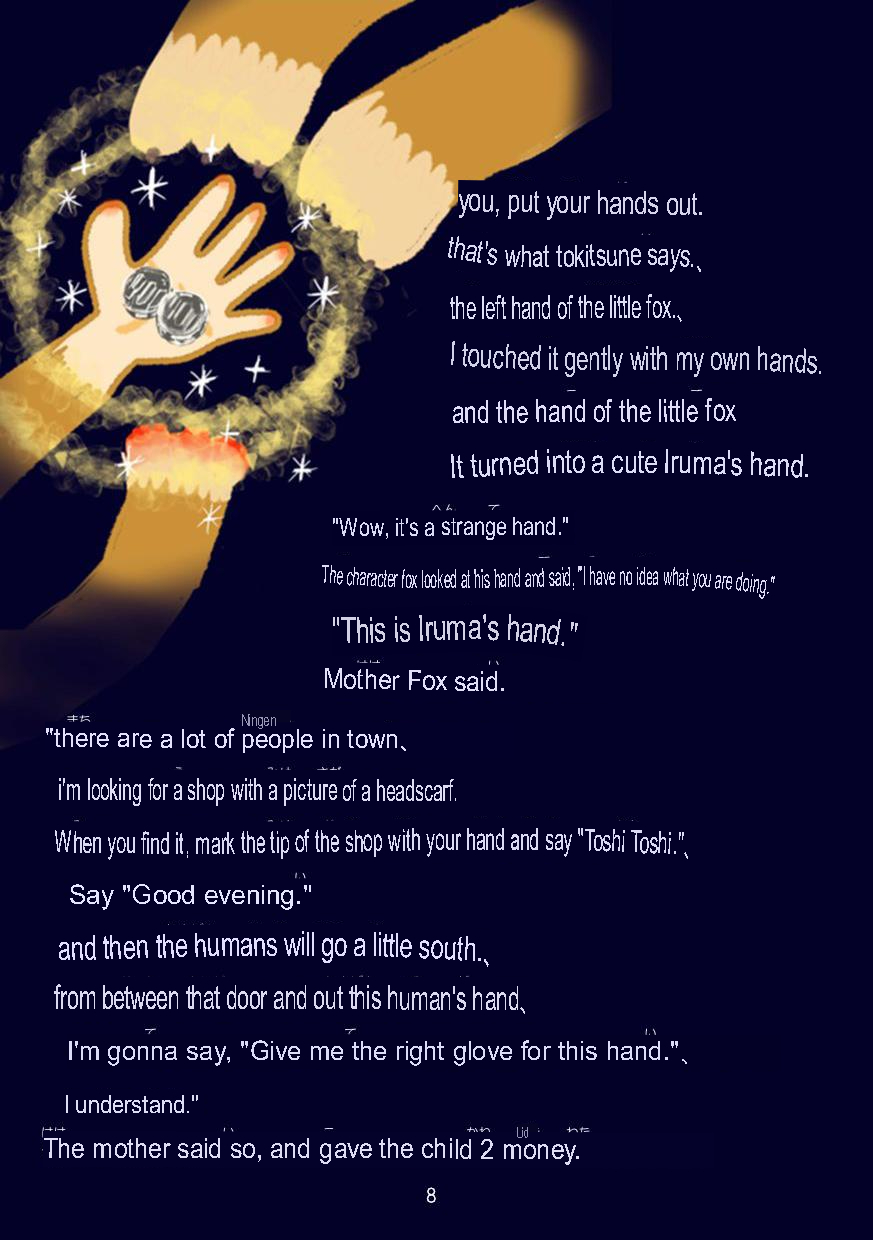 you, put your hands out.
that's what tokitsune says.、
the left hand of the little fox.、
I touched it gently with my own hands.
and the hand of the little fox
It turned into a cute Iruma's hand.
"Wow, it's a strange hand."
The character fox looked at his hand and said, "I have no idea what you are doing."
"This is Iruma's hand."
Mother Fox said.
Ningen
"there are a lot of people in town、
i'm looking for a shop with a picture of a headscarf.
When you find it, mark the tip of the shop with your hand and say "Toshi Toshi."、
Say "Good evening."
and then the humans will go a little south.、
from between that door and out this human's hand、
I'm gonna say, "Give me the right glove for this hand."、
I understand."
Lid
The mother said so, and gave the child 2 money.
8